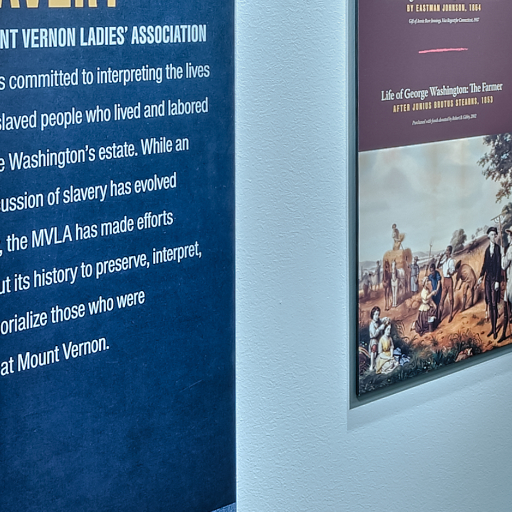 NT VERNON LADIES' ASSOCIATION
s committed to interpreting the lives
slaved people who lived and labored
e Washington's estate. While an
ussion of slavery has evolved
, the MVLA has made efforts
ut its history to preserve, interpret,
orialize those who were
at Mount Vernon.
BY EASTMAN JOHNSON, 1864
Life of George Washington: The Farmer
AFTER JUNIUS BRUTUS STEARNS, 1853